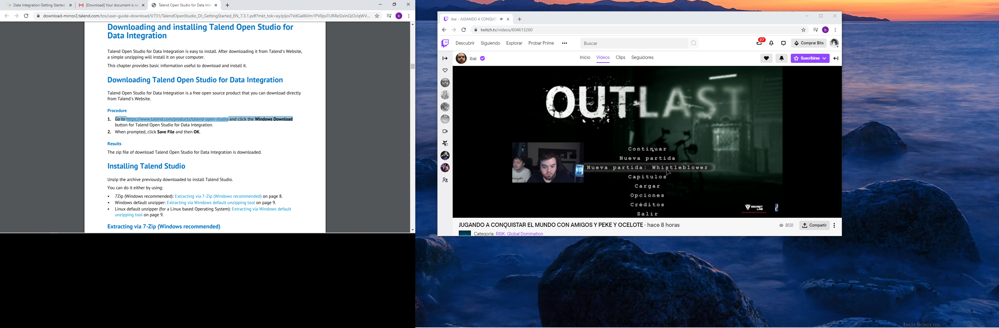 Data Integration Getting Started
[Download] Your document is rea
Talend Open Studio for Data Inte
download-mirror2.talend.com/tos/user-guide-download/V731/TalendOpenStudio_DI_GettingStarted_EN_7.3.1.pdf?mkt_tok=
b
Downloading and installing Talend Open Studio for
Data Integration
Talend Open Studio for Data Integration is easy to install. After downloading it from Talend's Website,
a simple unzipping will install it on your computer.
This chapter provides basic information useful to download and install it.
Downloading Talend Open Studio for Data Integration
Talend Open Studio for Data Integration is a free open source product that you can download directly
from Talend's Website.
Procedure
1. Go to https://www.talend.com/products/talend-open-studio and click the Windows Download
button for Talend Open Studio for Data Integration.
2. When prompted, click Save File and then OK.
Results
The zip file of download Talend Open Studio for Data Integration is downloaded.
Installing Talend Studio
Unzip the archive previously downloaded to install Talend Studio.
You can do it either by using:
• 7Zip (Windows recommended): Extracting via 7-Zip (Windows recommended) on page 8.
• Windows default unzipper: Extracting via Windows default unzipping tool on page 9.
• Linux default unzipper (for a Linux based Operating System): Extracting via Windows default
unzipping tool on page 9.
Extracting via 7-Zip (Windows recommended)
ibai - JUGANDO A CONQUIS
twitch.tv/videos/604613260
b
Descubrir Siguiendo Explorar Probar Prime Buscar 27 Comprar Bits
ibai Inicio Vídeos Clips Seguidores Suscribirse
OUTLAST
Continuar
Nueva partida
Nueva partida: Whistleblower
Capítulos
Cargar
Opciones
Créditos
Salir
SECRET
LAB
JUGANDO A CONQUISTAR EL MUNDO CON AMIGOS Y PEKE Y OCELOTE · hace 8 horas
8131 Compartir
Categoría: RISK: Global Domination
INGO SCHOLTES